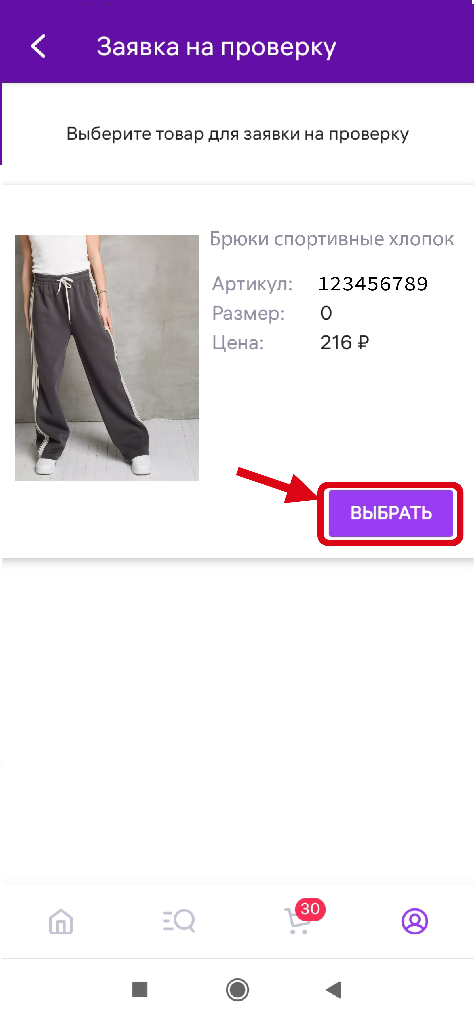 Заявка на проверку
Выберите товар для заявки на проверку
Брюки спортивные хлопок
Артикул: 123456789
Размер: 0
Цена: 216 ₽
ВЫБРАТЬ
30